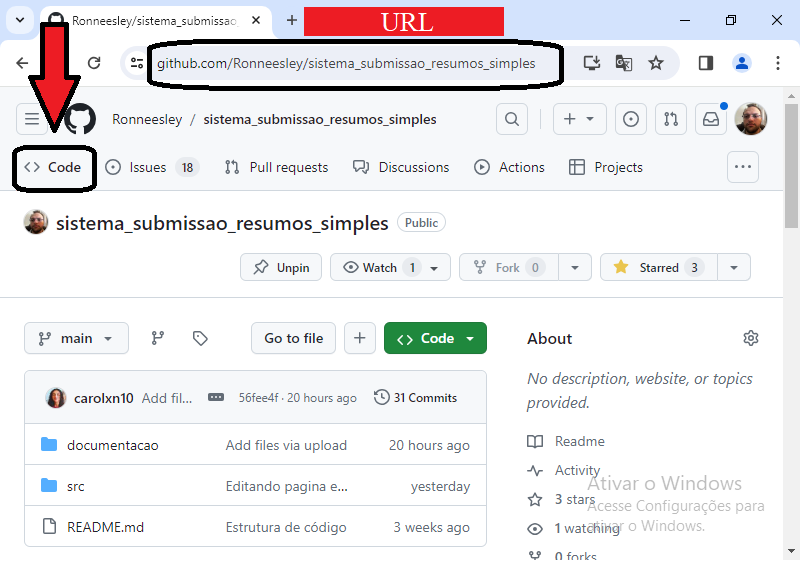 Ronneesley/sistema_submissao_
URL
github.com/Ronneesley/sistema_submissao_resumos_simples
Ronneesley / sistema_submissao_resumos_simples
Code
Issues 18
Pull requests
Discussions
Actions
Projects
sistema_submissao_resumos_simples Public
Unpin
Watch 1
Fork 0
Starred 3
main
Go to file
Code
carolxn10 Add fil... 56fee4f · 20 hours ago 31 Commits
documentacao Add files via upload 20 hours ago
src Editando pagina e... yesterday
README.md Estrutura de código 3 weeks ago
About
No description, website, or topics
provided.
Readme
Activity
3 stars
1 watching
0 forks
Ativar o Windows
Acesse Configurações para
ativar o Windows.